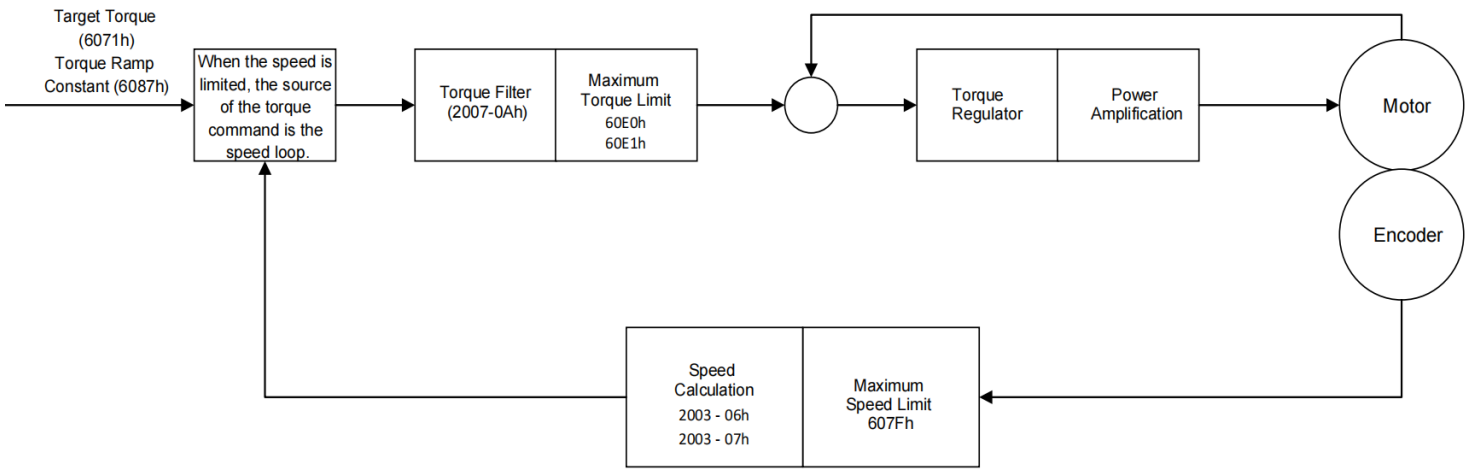 Target Torque
(6071h)
Torque Ramp
Constant (6087h)
When the speed is
limited, the source
of the torque
command is the
speed loop.
Torque Filter
(2007-0Ah)
Maximum
Torque Limit
60E0h
60E1h
Torque
Regulator
Power
Amplification
Motor
Encoder
Speed
Calculation
2003 - 06h
2003 - 07h
Maximum
Speed Limit
607Fh